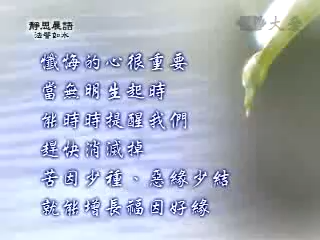 靜思晨語
法譬如水
大愛
懺悔的心很重要
當無明生起時
能時時提醒我們
趕快消滅掉
苦因少種、惡緣少結
就能增長福因好緣